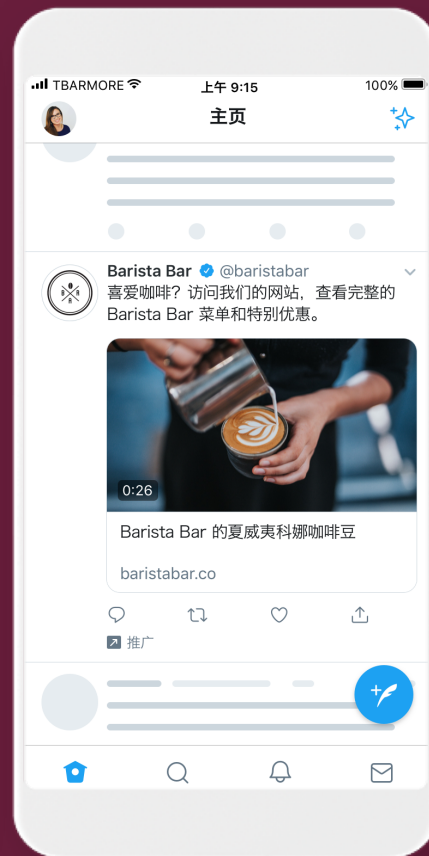 TBARMORE
上午 9:15
100%
主页
Barista Bar @baristabar
喜爱咖啡？访问我们的网站，查看完整的
Barista Bar 菜单和特别优惠。
0:26
Barista Bar 的夏威夷科娜咖啡豆
baristabar.co
推广